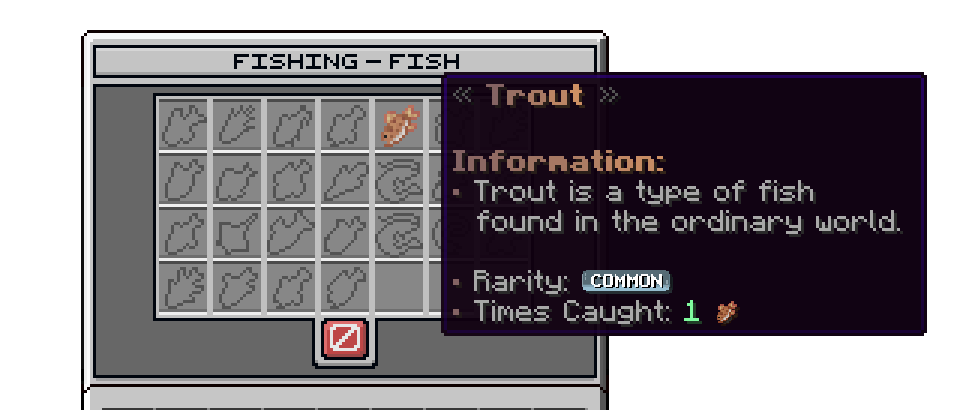 FISHING – FISH
« Trout »
Information:
• Trout is a type of fish
found in the ordinary world.
• Rarity: COMMON
• Times Caught: 1